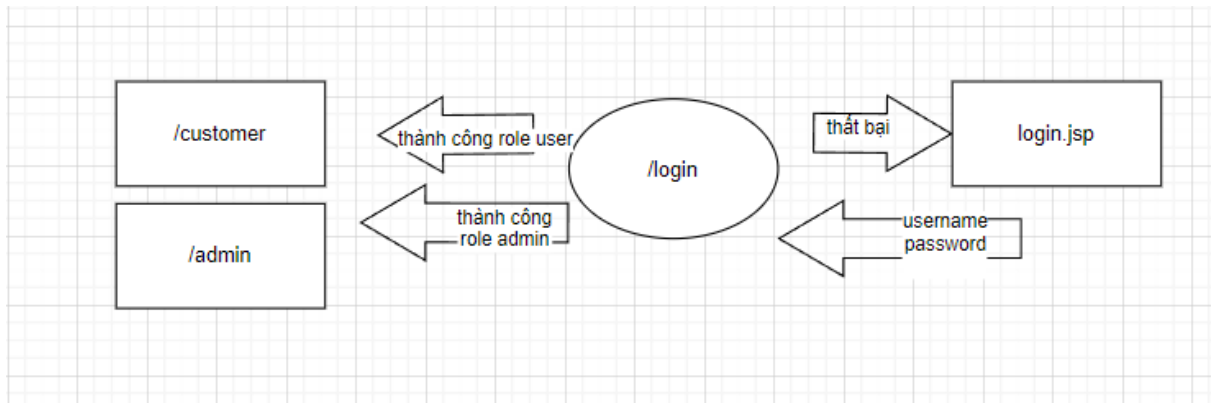 /customer
thành công role user
/login
thất bại
login.jsp
/admin
thành công
role admin
username
password